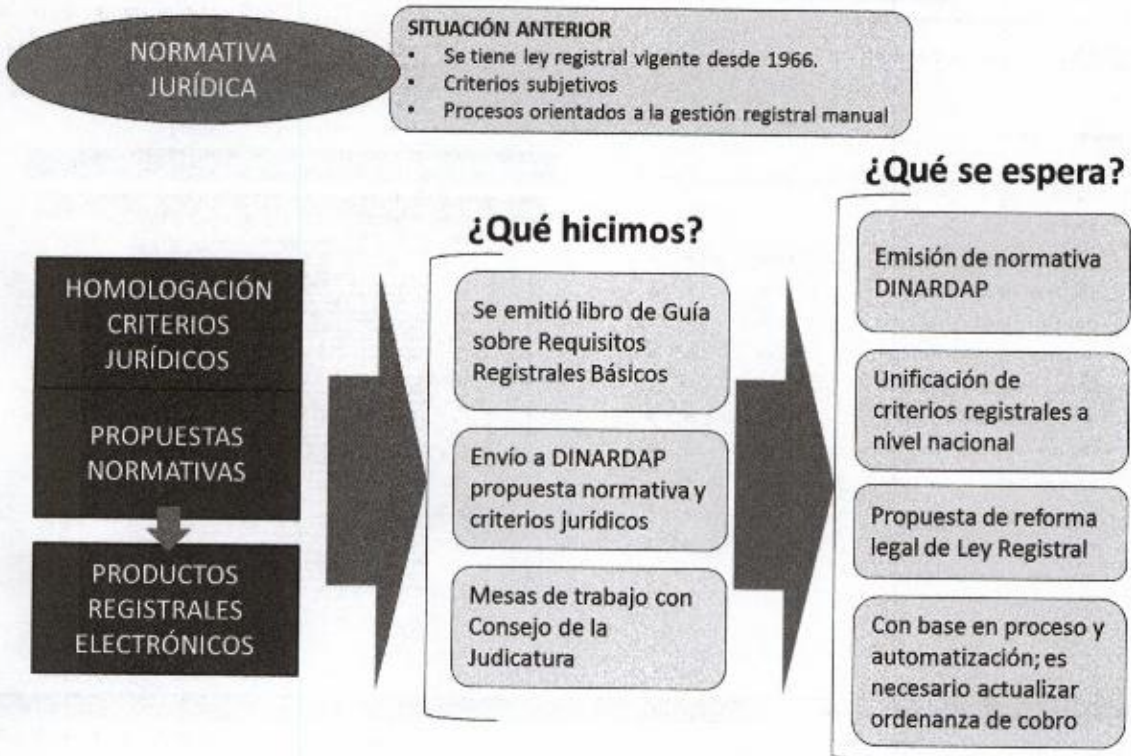 NORMATIVA
JURÍDICA
SITUACIÓN ANTERIOR
• Se tiene ley registral vigente desde 1966.
• Criterios subjetivos
• Procesos orientados a la gestión registral manual
HOMOLOGACIÓN
CRITERIOS
JURÍDICOS
PROPUESTAS
NORMATIVAS
PRODUCTOS
REGISTRALES
ELECTRÓNICOS
¿Qué hicimos?
Se emitió libro de Guía
sobre Requisitos
Registrales Básicos
Envío a DINARDAP
propuesta normativa y
criterios jurídicos
Mesas de trabajo con
Consejo de la
Judicatura
¿Qué se espera?
Emisión de normativa
DINARDAP
Unificación de
criterios registrales a
nivel nacional
Propuesta de reforma
legal de Ley Registral
Con base en proceso y
automatización; es
necesario actualizar
ordenanza de cobro